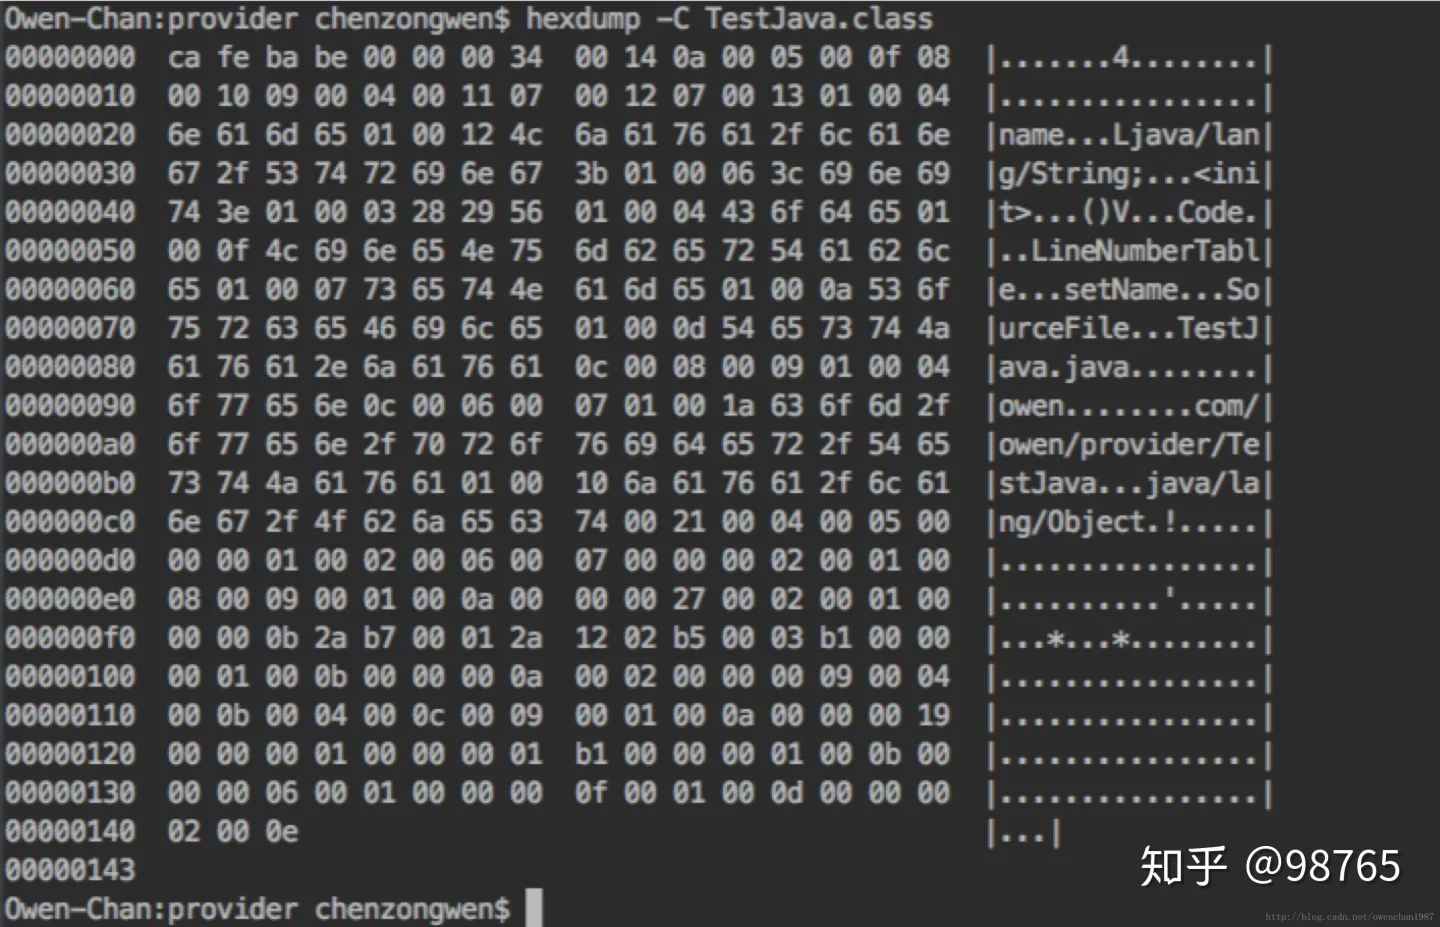 Owen-Chan:provider chenzongwen$ hexdump -C TestJava.class
00000000  ca fe ba be 00 00 00 34  00 14 0a 00 05 00 0f 08  |.......4........|
00000010  00 10 09 00 04 00 11 07  00 12 07 00 13 01 00 04  |................|
00000020  6e 61 6d 65 01 00 12 4c  6a 61 76 61 2f 6c 61 6e  |name...Ljava/lan|
00000030  67 2f 53 74 72 69 6e 67  3b 01 00 06 3c 69 6e 69  |g/String;...<ini|
00000040  74 3e 01 00 03 28 29 56  01 00 04 43 6f 64 65 01  |t>...()V...Code.|
00000050  00 0f 4c 69 6e 65 4e 75  6d 62 65 72 54 61 62 6c  |..LineNumberTabl|
00000060  65 01 00 07 73 65 74 4e  61 6d 65 01 00 0a 53 6f  |e...setName...So|
00000070  75 72 63 65 46 69 6c 65  01 00 0d 54 65 73 74 4a  |urceFile...TestJ|
00000080  61 76 61 2e 6a 61 76 61  0c 00 08 00 09 01 00 04  |ava.java........|
00000090  6f 77 65 6e 0c 00 06 00  07 01 00 1a 63 6f 6d 2f  |owen........com/|
000000a0  6f 77 65 6e 2f 70 72 6f  76 69 64 65 72 2f 54 65  |owen/provider/Te|
000000b0  73 74 4a 61 76 61 01 00  10 6a 61 76 61 2f 6c 61  |stJava...java/la|
000000c0  6e 67 2f 4f 62 6a 65 63  74 00 21 00 04 00 05 00  |ng/Object.!.....|
000000d0  00 00 01 00 02 00 06 00  07 00 00 00 02 00 01 00  |................|
000000e0  08 00 09 00 01 00 0a 00  00 00 27 00 02 00 01 00  |..........'.....|
000000f0  00 00 0b 2a b7 00 01 2a  12 02 b5 00 03 b1 00 00  |...*...*........|
00000100  00 01 00 0b 00 00 00 0a  00 02 00 00 00 09 00 04  |................|
00000110  00 0b 00 04 00 0c 00 09  00 01 00 0a 00 00 00 19  |................|
00000120  00 00 00 01 00 00 00 01  b1 00 00 00 01 00 0b 00  |................|
00000130  00 00 06 00 01 00 00 00  0f 00 01 00 0d 00 00 00  |................|
00000140  02 00 0e                                          |...|
00000143
Owen-Chan:provider chenzongwen$
知乎 @98765
http://blog.csdn.net/owenchan1987